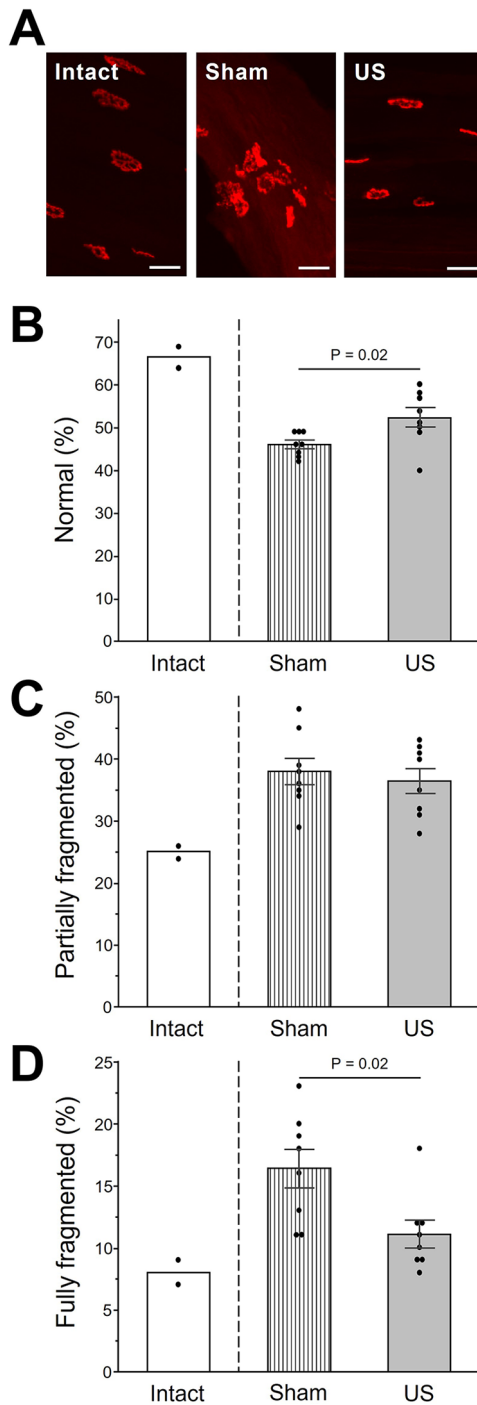 A
Intact Sham US
B
Normal (%)
70
60
50
40
30
20
10
0
P = 0.02
Intact Sham US
C
Partially fragmented (%)
50
40
30
20
10
0
Intact Sham US
D
Fully fragmented (%)
25
20
15
10
5
0
P = 0.02
Intact Sham US